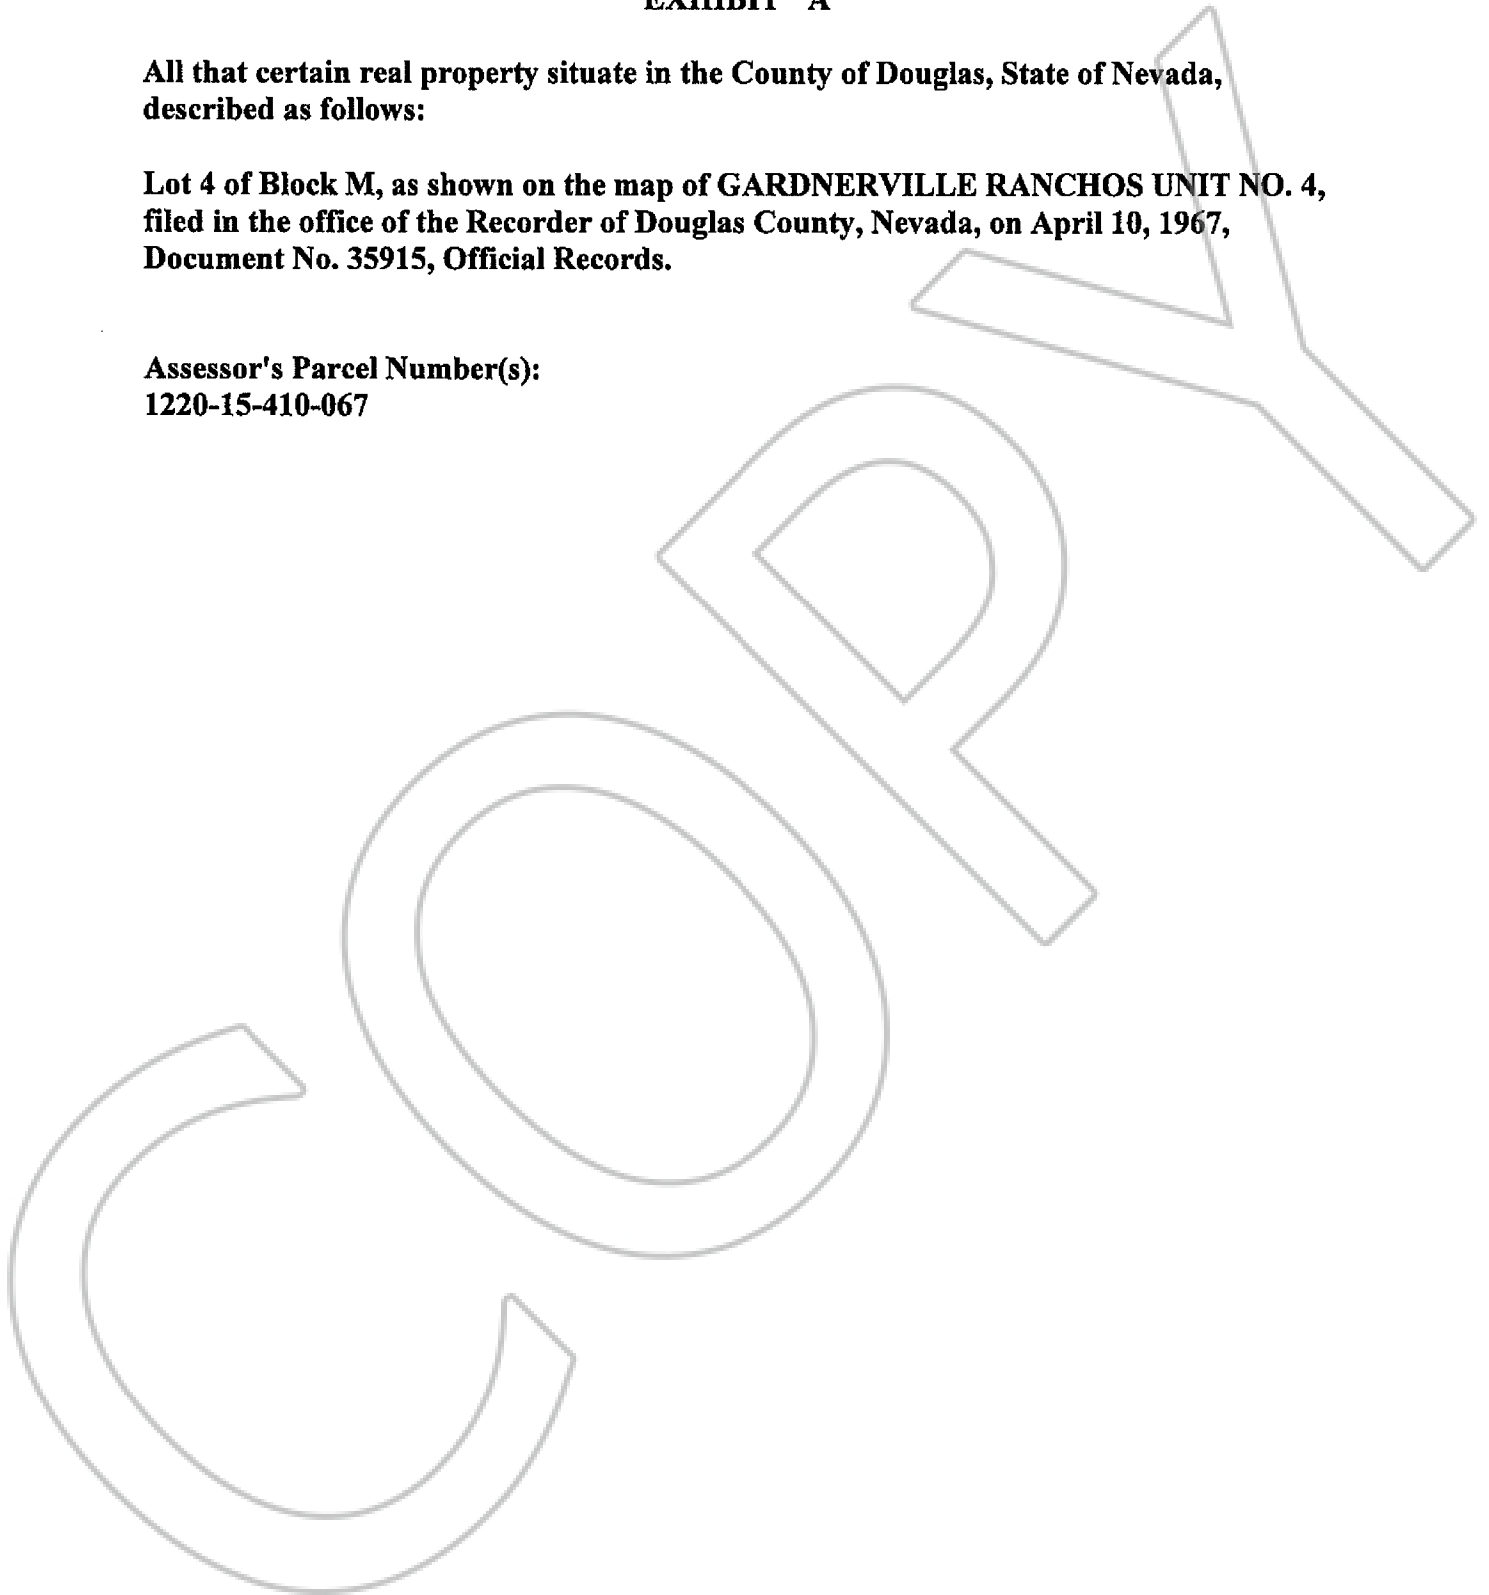 EXHIBIT A
All that certain real property situate in the County of Douglas, State of Nevada,
described as follows:
Lot 4 of Block M, as shown on the map of GARDNERVILLE RANCHOS UNIT NO. 4,
filed in the office of the Recorder of Douglas County, Nevada, on April 10, 1967,
Document No. 35915, Official Records.
Assessor's Parcel Number(s):
1220-15-410-067
COPY